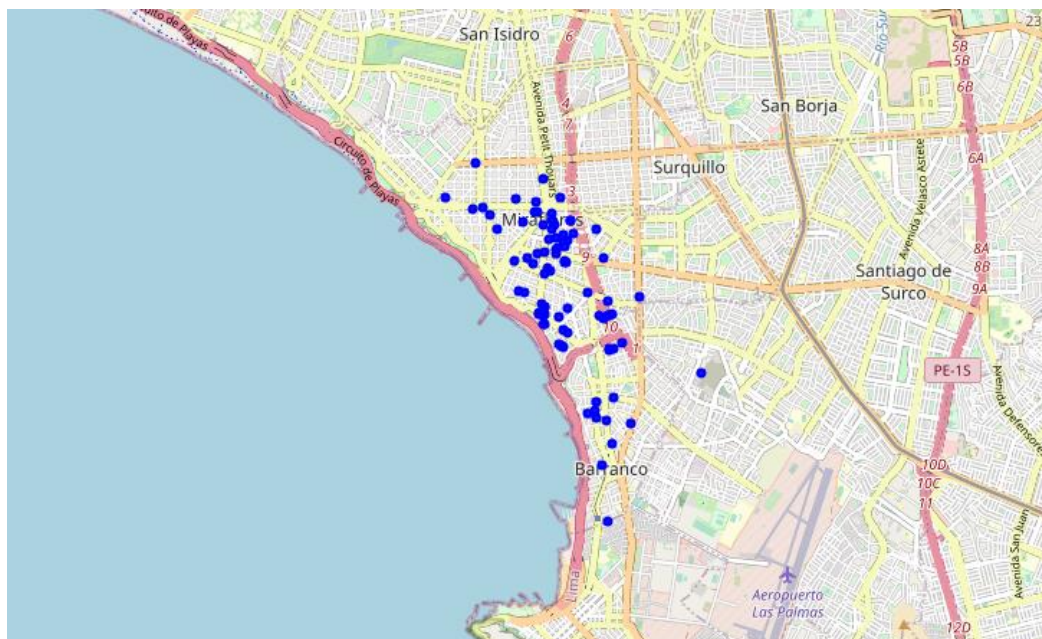 Circuito de Playas
San Isidro
6
Río Sur
23
5B
5B
6B
Avenida Petit Thouars
4
7
San Borja
Circuito de Playas
Surquillo
Avenida Velasco Astete
6A
3
Miraflores
9
8A
8B
9A
Santiago de
Surco
10
1
PE-1S
Avenida Defensores
Barranco
10D
10C
11
Avenida San Juan
Lima
Aeropuerto
Las Palmas
12D